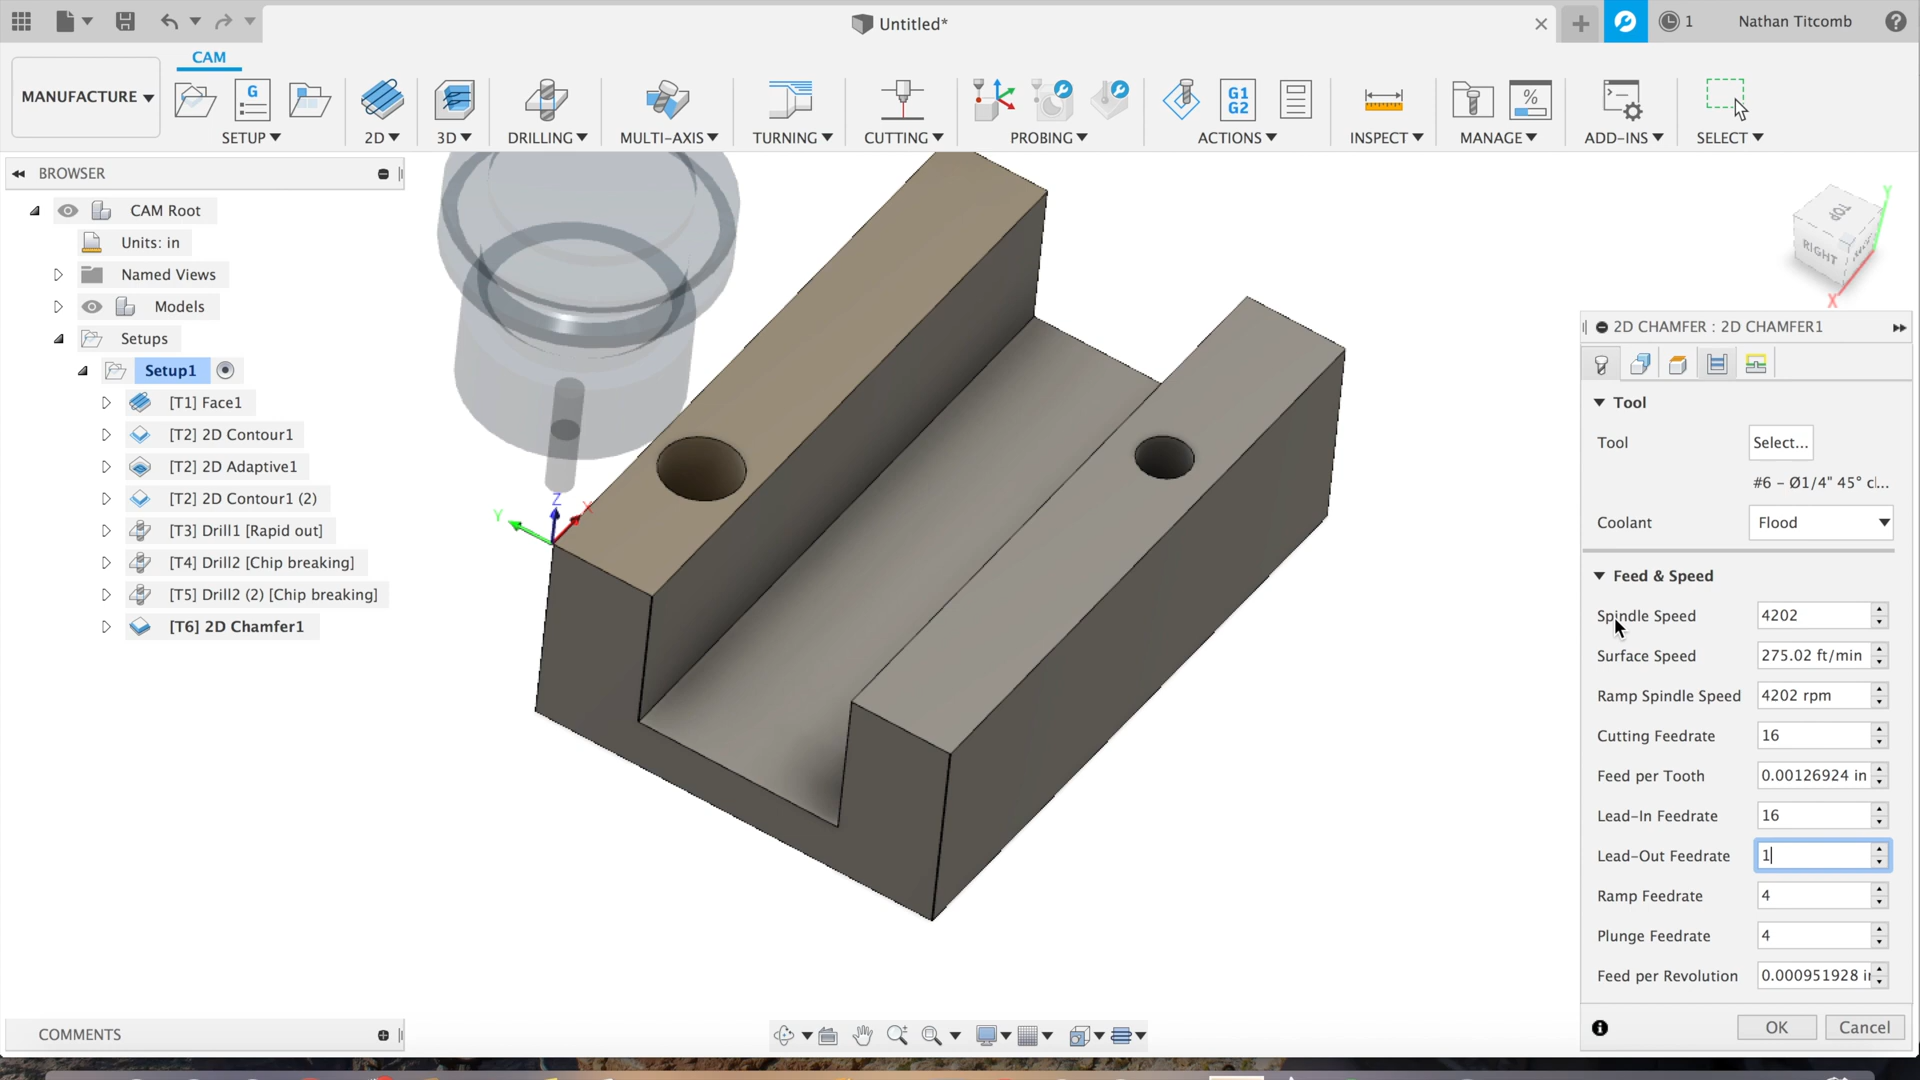 Untitled*
1
Nathan Titcomb
CAM
MANUFACTURE
G
G1
G2
%
SETUP
2D
3D
DRILLING
MULTI-AXIS
TURNING
CUTTING
PROBING
ACTIONS
INSPECT
MANAGE
ADD-INS
SELECT
BROWSER
CAM Root
Units: in
Named Views
Models
Setups
Setup1
[T1] Face1
[T2] 2D Contour1
[T2] 2D Adaptive1
[T2] 2D Contour1 (2)
[T3] Drill1 [Rapid out]
[T4] Drill2 [Chip breaking]
[T5] Drill2 (2) [Chip breaking]
[T6] 2D Chamfer1
Z
X
Y
TOP
RIGHT
Y
X
2D CHAMFER : 2D CHAMFER1
Tool
Tool Select...
#6 - Ø1/4" 45° c...
Coolant Flood
Feed & Speed
Spindle Speed 4202
Surface Speed 275.02 ft/min
Ramp Spindle Speed 4202 rpm
Cutting Feedrate 16
Feed per Tooth 0.00126924 in
Lead-In Feedrate 16
Lead-Out Feedrate 1
Ramp Feedrate 4
Plunge Feedrate 4
Feed per Revolution 0.000951928 i
OK Cancel
COMMENTS